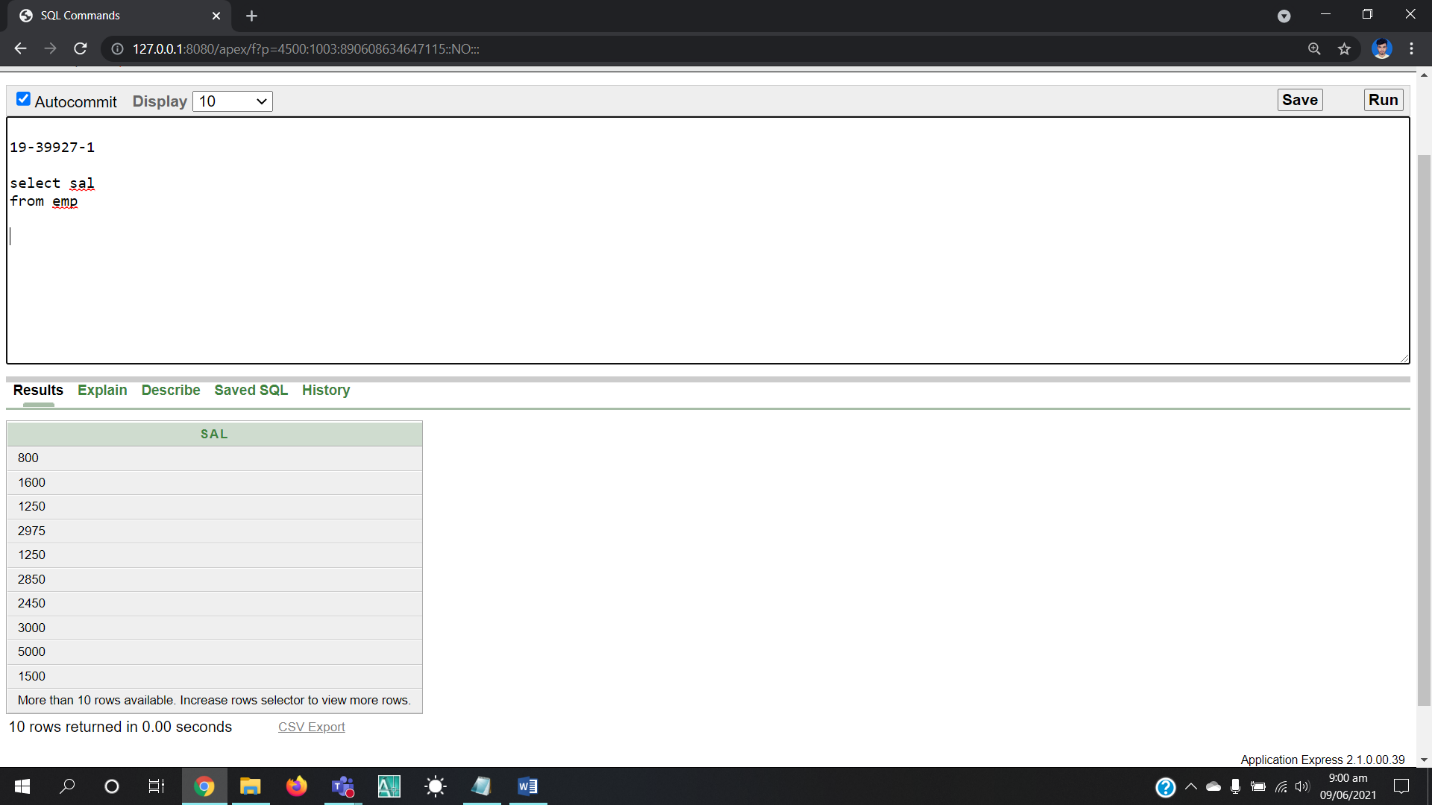 SQL Commands
127.0.0.1:8080/apex/f?p=4500:1003:890608634647115::NO:::
Autocommit Display 10 Save Run
19-39927-1
select sal
from emp
Results Explain Describe Saved SQL History
SAL
800
1600
1250
2975
1250
2850
2450
3000
5000
1500
More than 10 rows available. Increase rows selector to view more rows.
10 rows returned in 0.00 seconds CSV Export
Application Express 2.1.0.00.39
9:00 am
09/06/2021